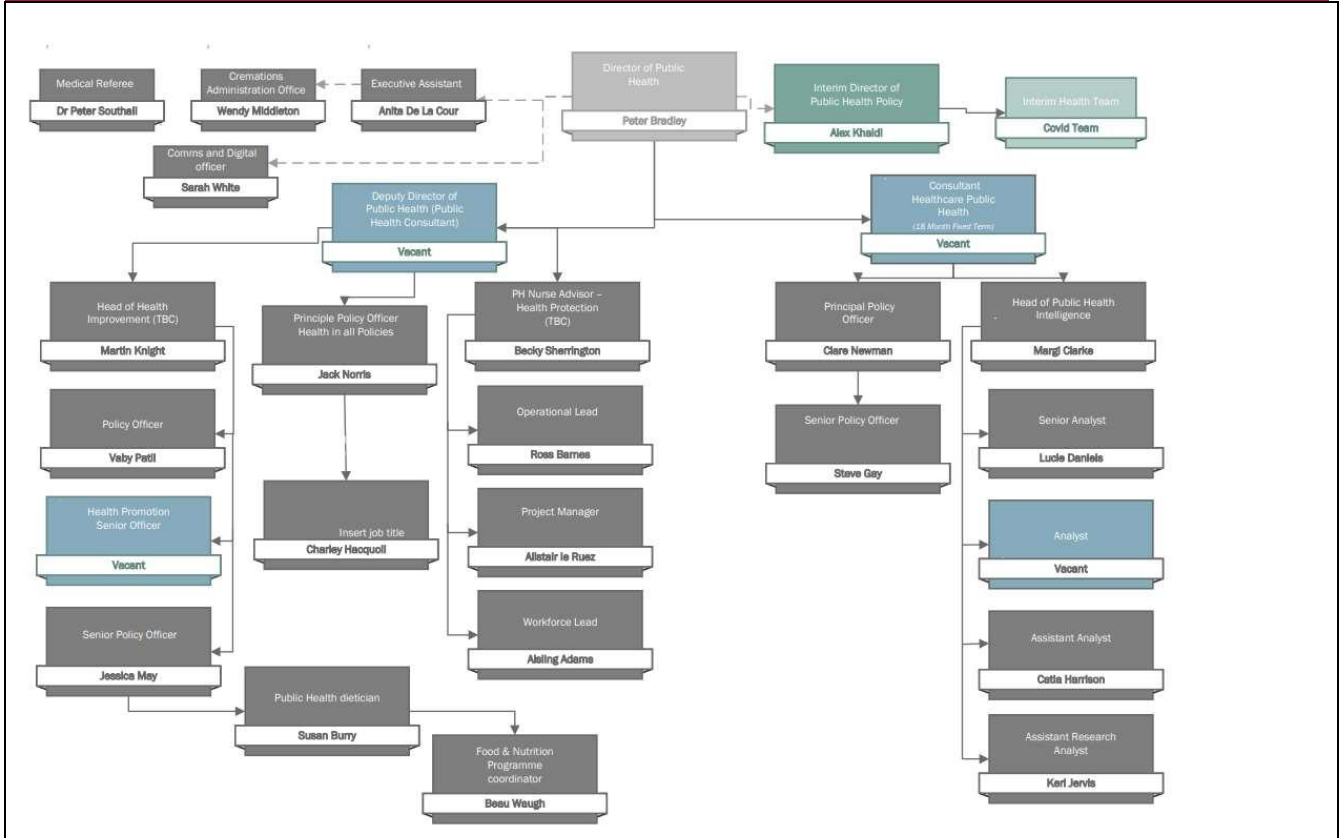 Medical Referee
Dr Peter Southall
Cremations
Administration Office
Wendy Middleton
Executive Assistant
Anita De La Cour
Director of Public
Health
Peter Bradley
Interim Director of
Public Health Policy
Alex Khaldi
Interim Health Team
Covid Team
Comms and Digital
officer
Sarah White
Deputy Director of
Public Health (Public
Health Consultant)
Vacant
Consultant
Healthcare Public
Health
(18 Month Fixed Term)
Vacant
Head of Health
Improvement (TBC)
Martin Knight
Principle Policy Officer
Health in all Policies
Jack Norris
PH Nurse Advisor –
Health Protection
(TBC)
Becky Sherrington
Principal Policy
Officer
Clare Newman
Head of Public Health
Intelligence
Margi Clarke
Policy Officer
Vaby Patil
Operational Lead
Ross Barnes
Senior Policy Officer
Steve Gay
Senior Analyst
Lucie Daniels
Health Promotion
Senior Officer
Vacant
Insert job title
Charley Hacquoil
Project Manager
Alistair le Ruez
Analyst
Vacant
Senior Policy Officer
Jessica May
Workforce Lead
Aisling Adams
Assistant Analyst
Catia Harrison
Public Health dietician
Susan Burry
Food & Nutrition
Programme
coordinator
Beau Waugh
Assistant Research
Analyst
Keri Jervis